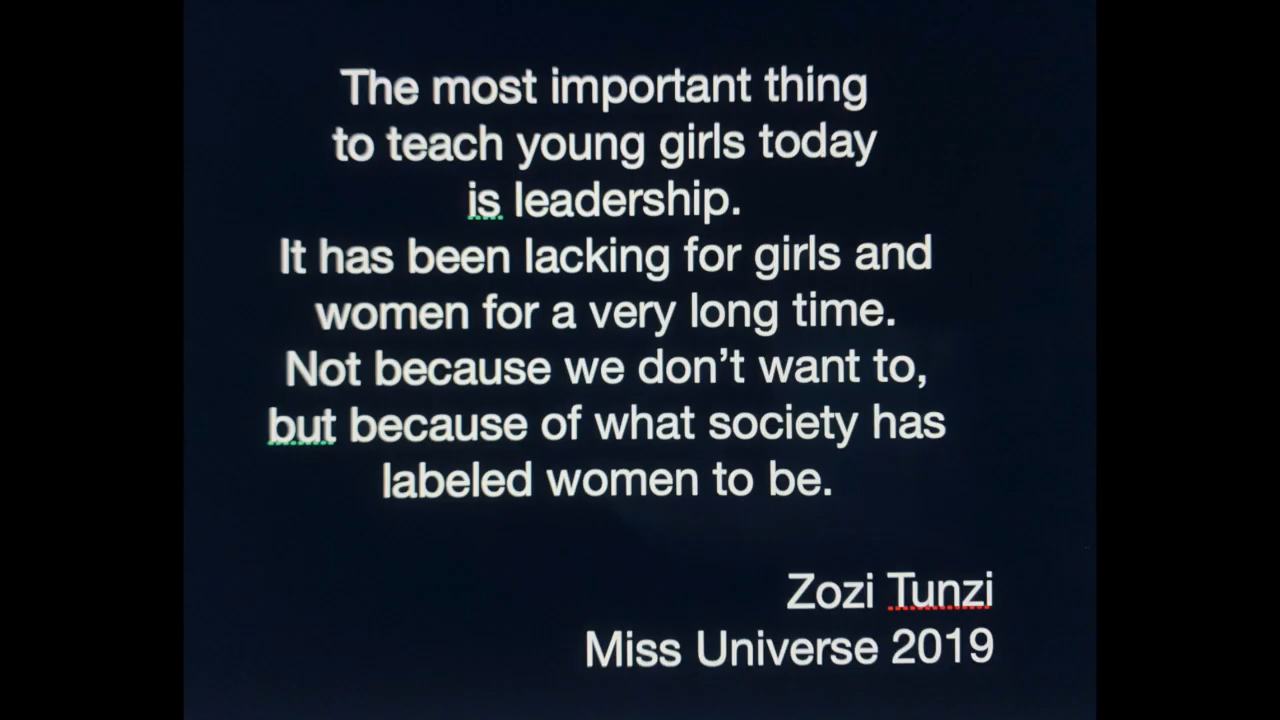 The most important thing
to teach young girls today
is leadership.
It has been lacking for girls and
women for a very long time.
Not because we don’t want to,
but because of what society has
labeled women to be.
Zozi Tunzi
Miss Universe 2019